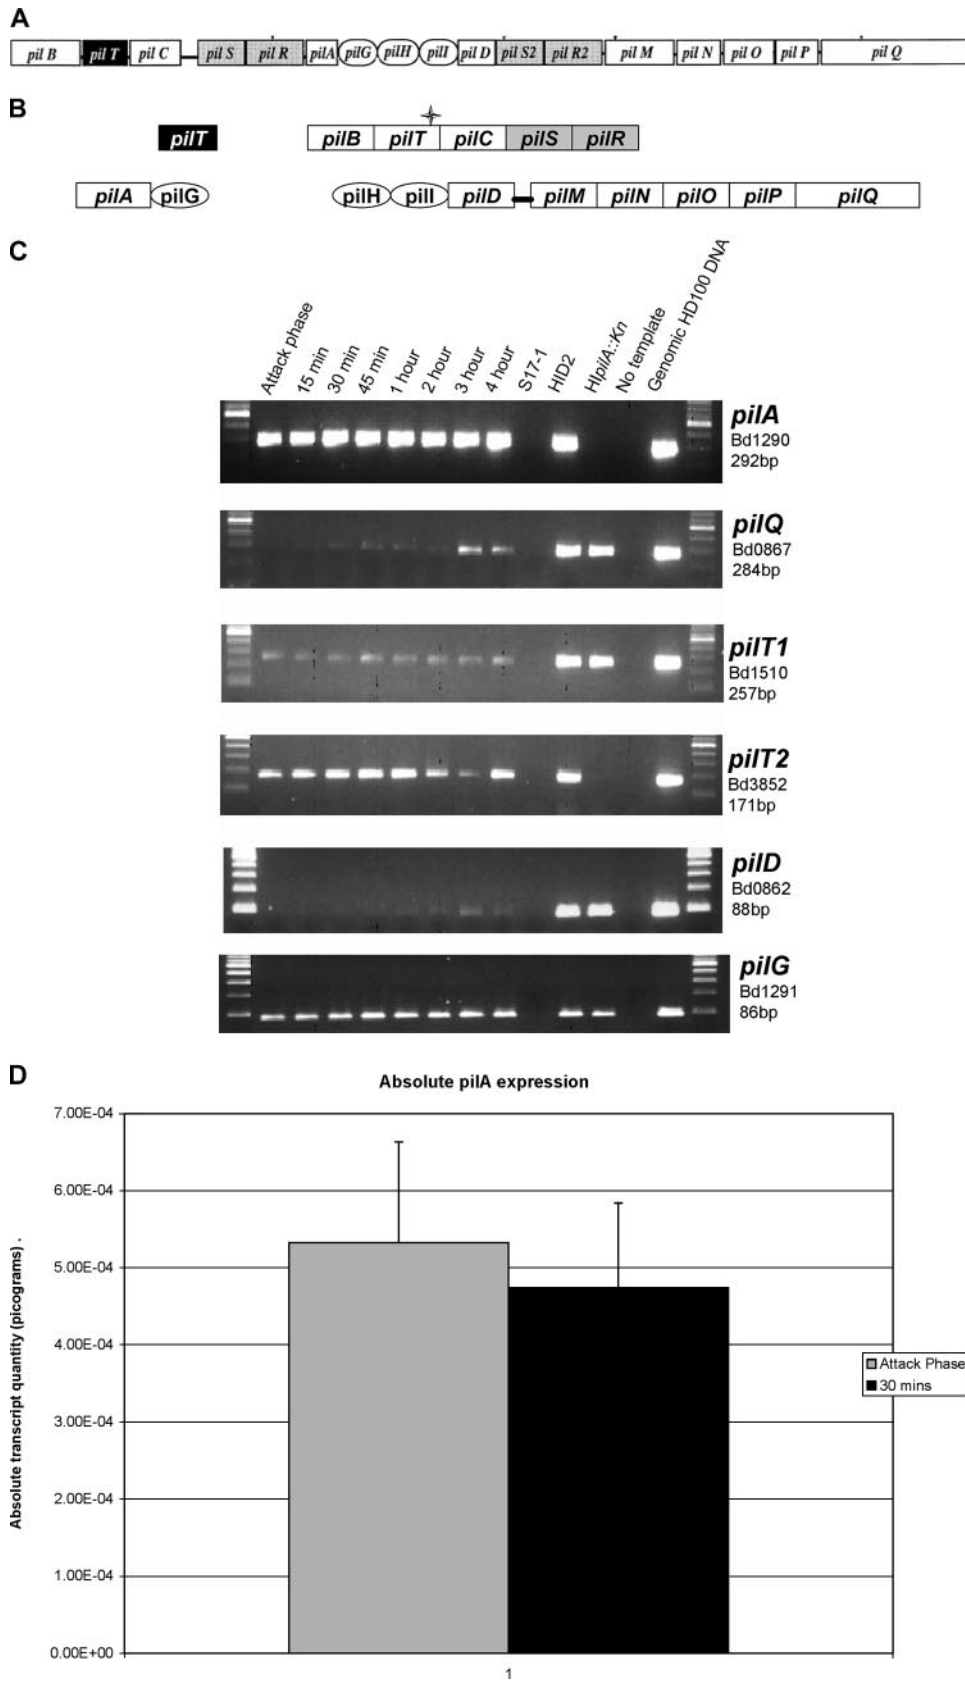 A
pil B pil T pil C pil S pil R pilA pilG pilH pilI pil D pil S2 pil R2 pil M pil N pil O pil P pil Q
B
pilT pilB pilT pilC pilS pilR
pilA pilG pilH pilI pilD pilM pilN pilO pilP pilQ
C
Attack phase 15 min 30 min 45 min 1 hour 2 hour 3 hour 4 hour S17-1 HID2 HIpilA::Kn No template Genomic HD100 DNA
pilA
Bd1290
292bp
pilQ
Bd0867
284bp
pilT1
Bd1510
257bp
pilT2
Bd3852
171bp
pilD
Bd0862
88bp
pilG
Bd1291
86bp
D
Absolute pilA expression
Absolute transcript quantity (picograms) .
7.00E-04
6.00E-04
5.00E-04
4.00E-04
3.00E-04
2.00E-04
1.00E-04
0.00E+00
1
Attack Phase
30 mins